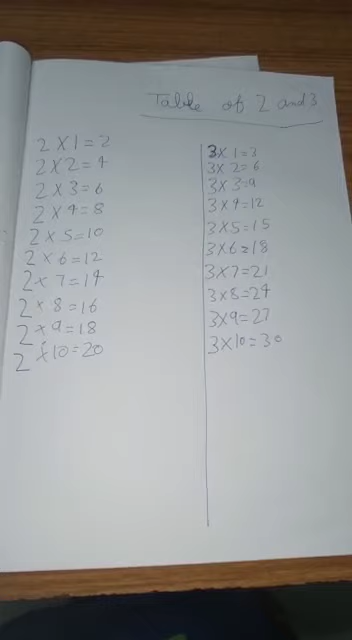 Table of 2 and 3
2 X 1 = 2
2 X 2 = 4
2 X 3 = 6
2 X 4 = 8
2 X 5 = 10
2 X 6 = 12
2 X 7 = 14
2 X 8 = 16
2 X 9 = 18
2 X 10 = 20
3 X 1 = 3
3 X 2 = 6
3 X 3 = 9
3 X 4 = 12
3 X 5 = 15
3 X 6 = 18
3 X 7 = 21
3 X 8 = 24
3 X 9 = 27
3 X 10 = 30